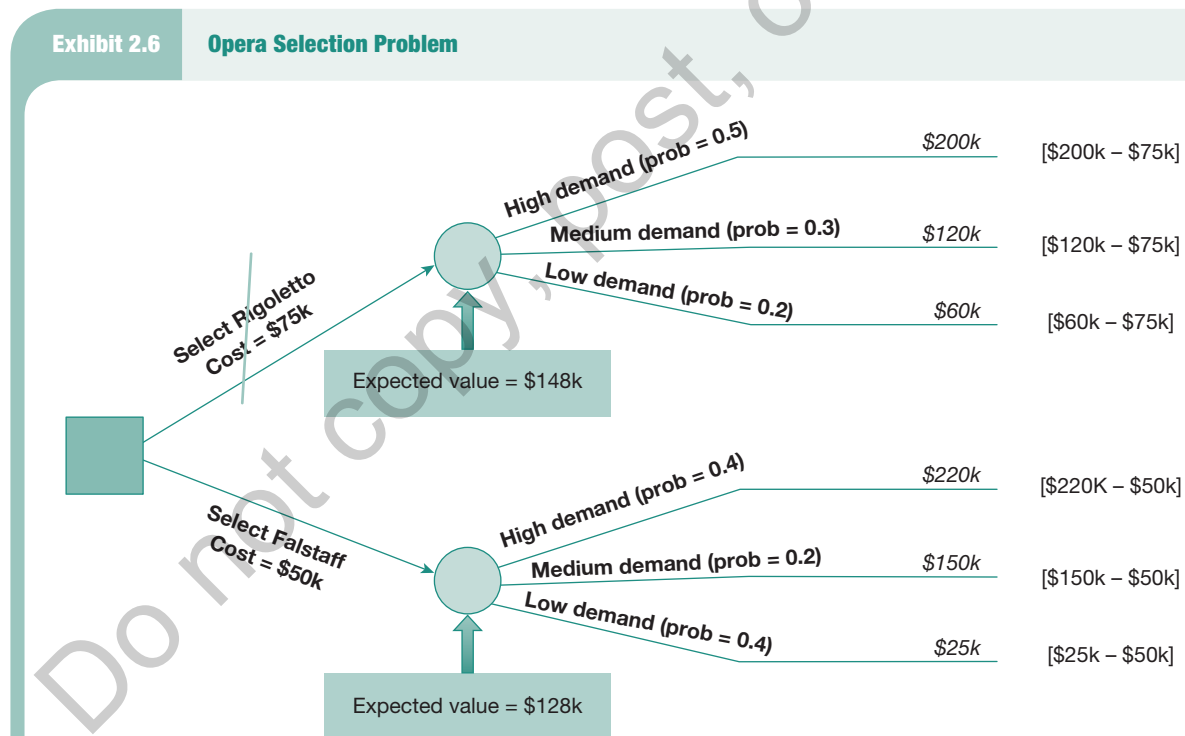 Exhibit 2.6 Opera Selection Problem
High demand (prob = 0.5)
$200k
[$200k – $75k]
Medium demand (prob = 0.3)
$120k
[$120k – $75k]
Low demand (prob = 0.2)
$60k
[$60k – $75k]
Select Rigoletto
Cost = $75k
Expected value = $148k
Select Falstaff
Cost = $50k
High demand (prob = 0.4)
$220k
[$220K – $50k]
Medium demand (prob = 0.2)
$150k
[$150k – $50k]
Low demand (prob = 0.4)
$25k
[$25k – $50k]
Expected value = $128k
Do not copy, post, o